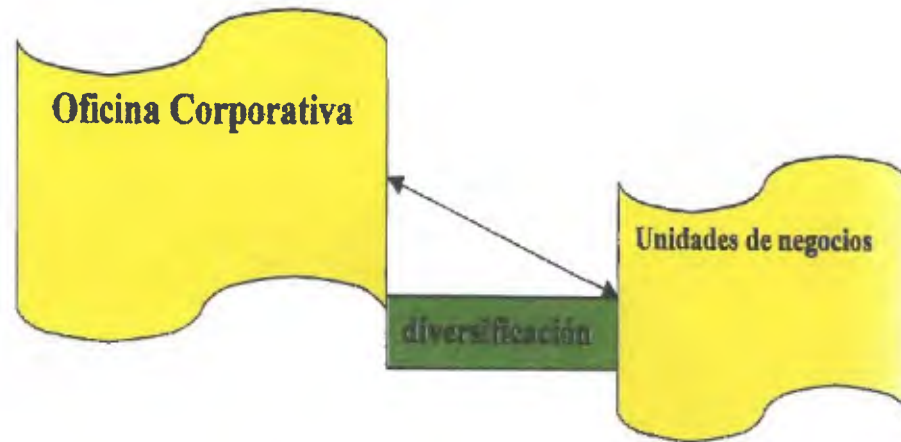 Oficina Corporativa
Unidades de negocios
diversificación